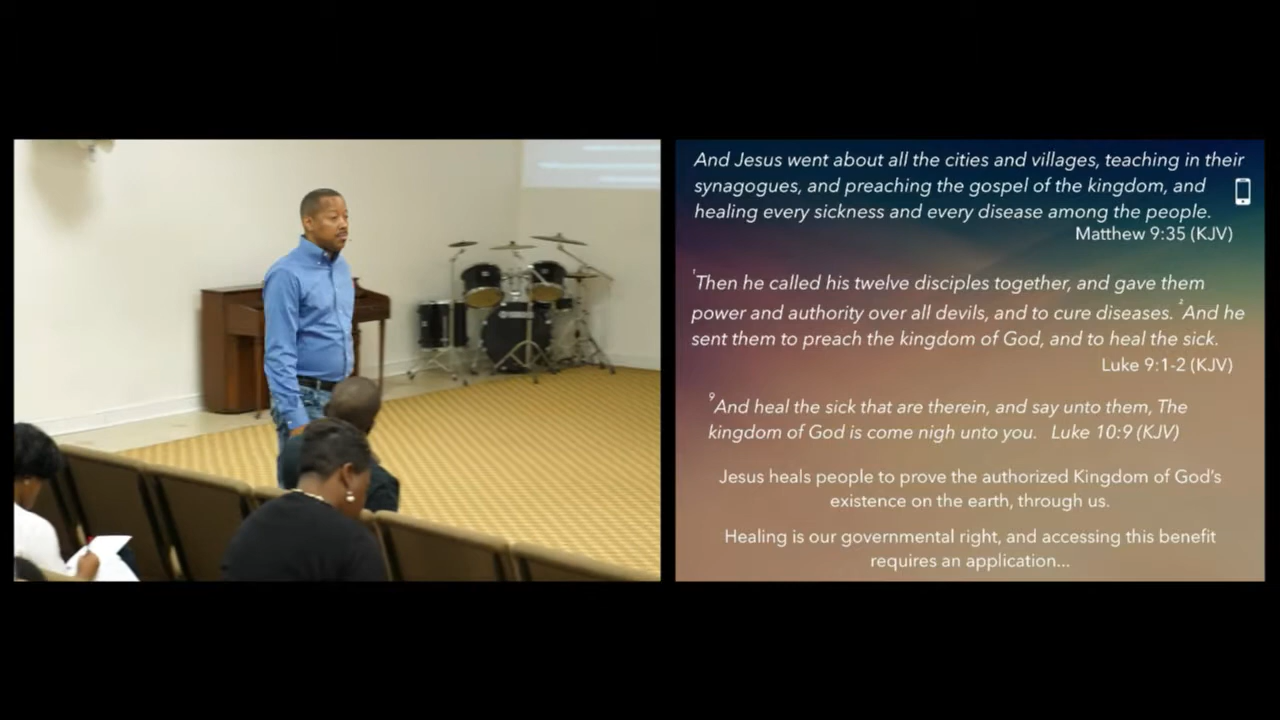 And Jesus went about all the cities and villages, teaching in their
synagogues, and preaching the gospel of the kingdom, and
healing every sickness and every disease among the people.
Matthew 9:35 (KJV)
¹Then he called his twelve disciples together, and gave them
power and authority over all devils, and to cure diseases. ²And he
sent them to preach the kingdom of God, and to heal the sick.
Luke 9:1-2 (KJV)
⁹And heal the sick that are therein, and say unto them, The
kingdom of God is come nigh unto you. Luke 10:9 (KJV)
Jesus heals people to prove the authorized Kingdom of God's
existence on the earth, through us.
Healing is our governmental right, and accessing this benefit
requires an application...